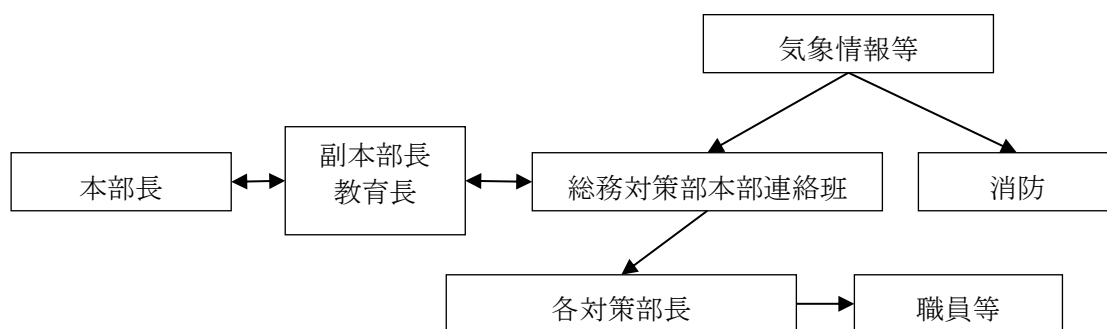 気象情報等
本部長
副本部長
教育長
総務対策部本部連絡班
消防
各対策部長
職員等